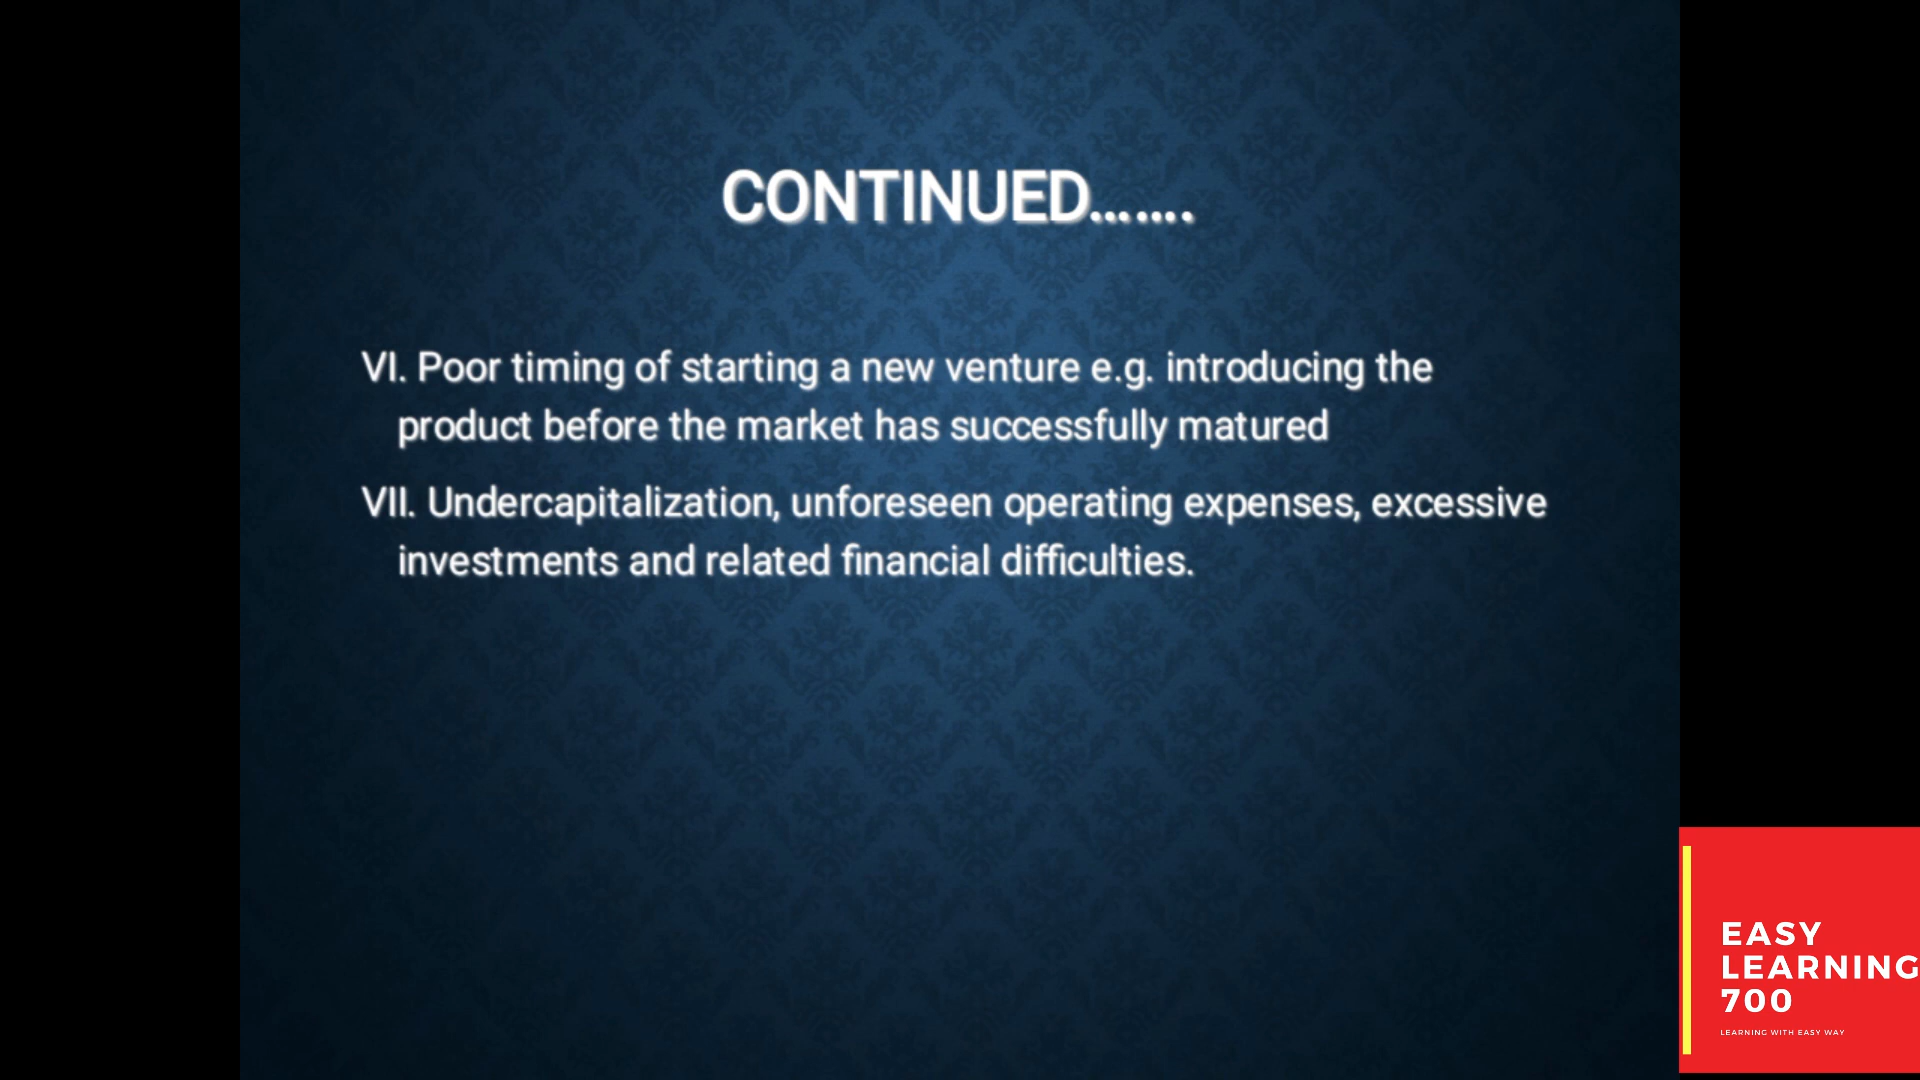 CONTINUED…….
VI. Poor timing of starting a new venture e.g. introducing the
product before the market has successfully matured
VII. Undercapitalization, unforeseen operating expenses, excessive
investments and related financial difficulties.
EASY
LEARNING
700
LEARNING WITH EASY WAY